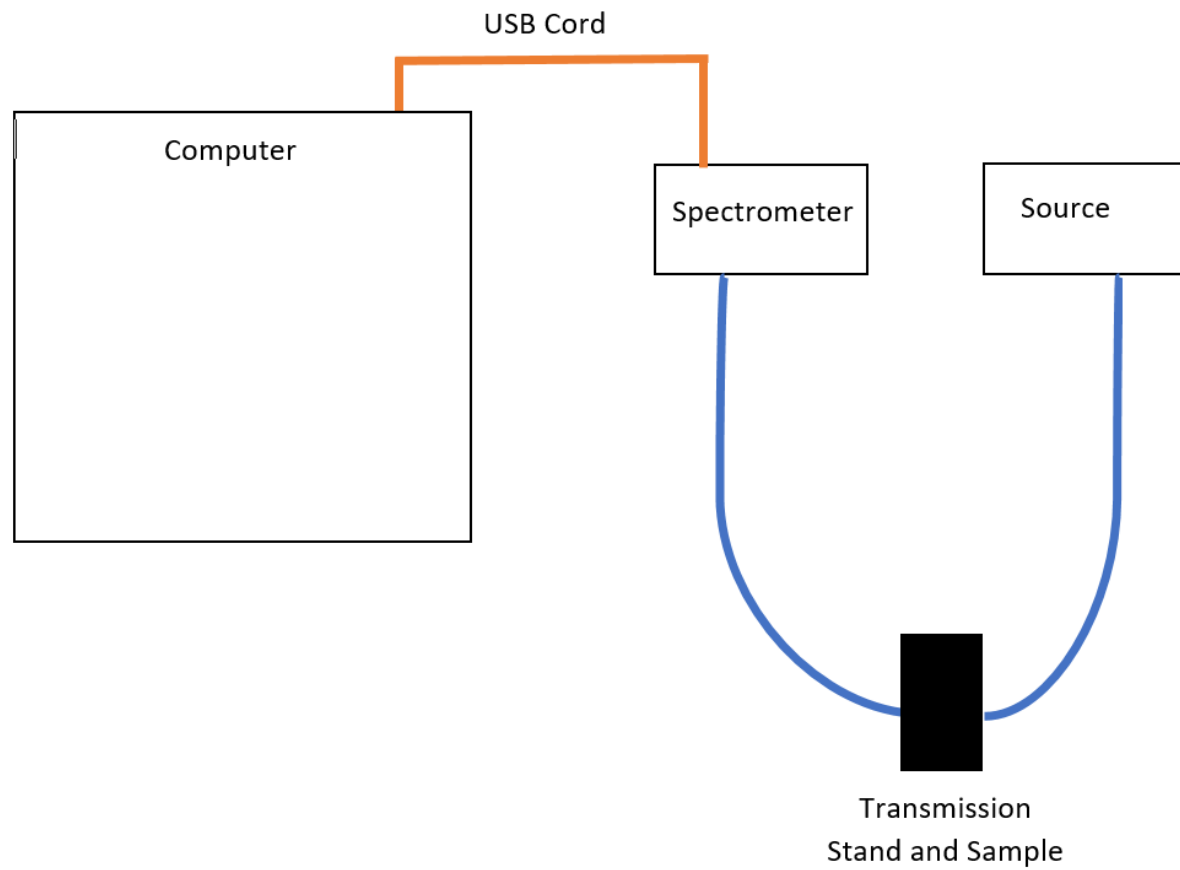 USB Cord
Computer
Spectrometer
Source
Transmission
Stand and Sample